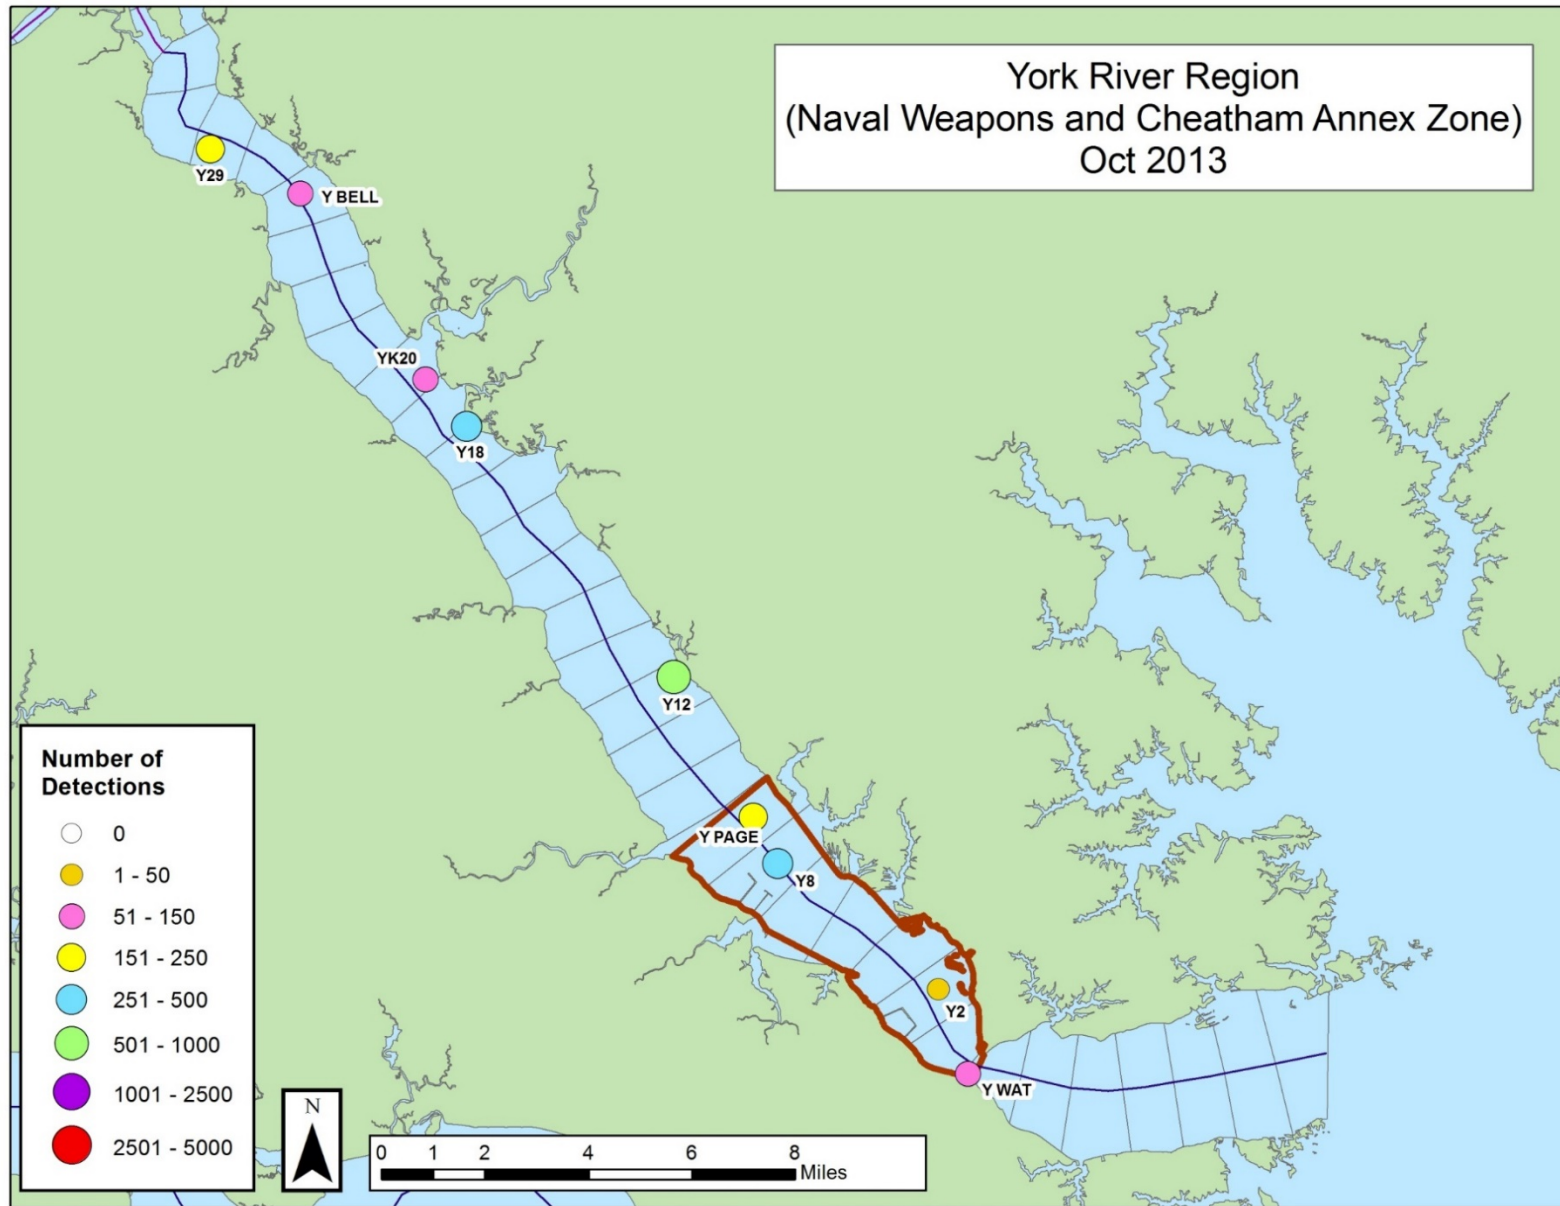 York River Region
(Naval Weapons and Cheatham Annex Zone)
Oct 2013
Y29
Y BELL
YK20
Y18
Y12
Y PAGE
Y8
Y2
Y WAT
Number of
Detections
0
1 - 50
51 - 150
151 - 250
251 - 500
501 - 1000
1001 - 2500
2501 - 5000
N
0 1 2 4 6 8
Miles